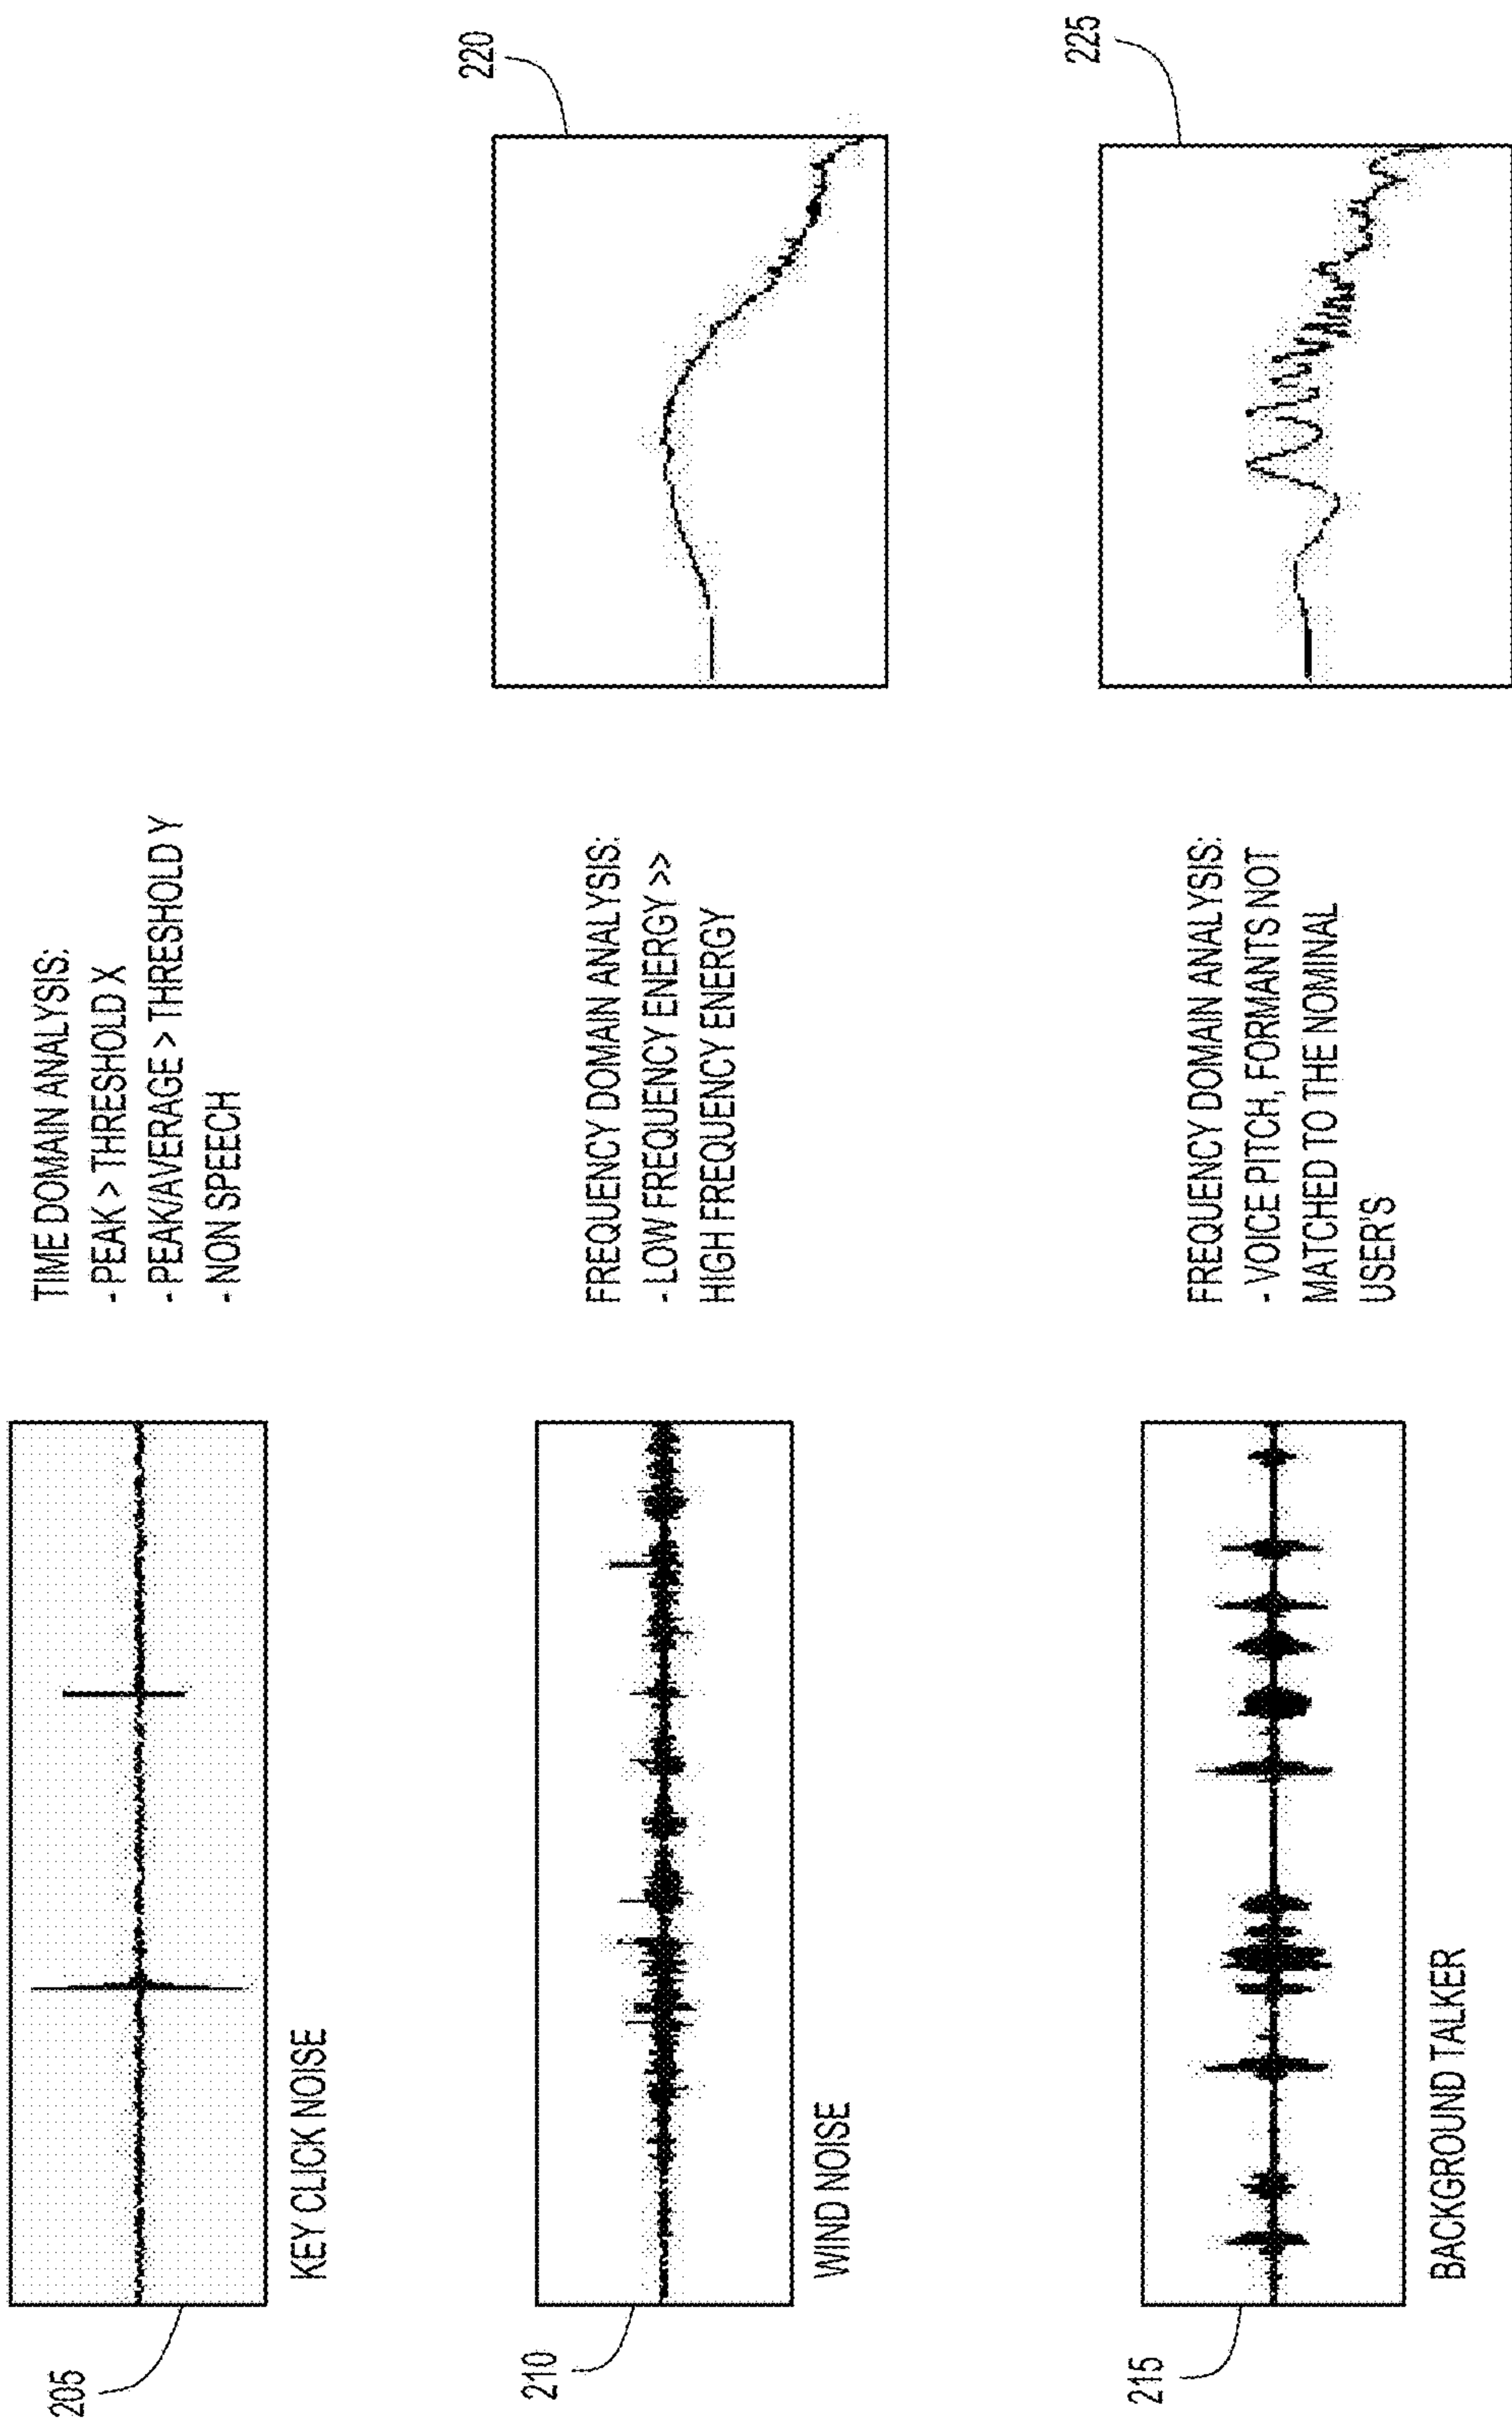 205
KEY CLICK NOISE
TIME DOMAIN ANALYSIS:
- PEAK > THRESHOLD X
- PEAK/AVERAGE > THRESHOLD Y
- NON SPEECH
210
WIND NOISE
FREQUENCY DOMAIN ANALYSIS:
- LOW FREQUENCY ENERGY >>
HIGH FREQUENCY ENERGY
220
215
BACKGROUND TALKER
FREQUENCY DOMAIN ANALYSIS:
- VOICE PITCH, FORMANTS NOT
MATCHED TO THE NOMINAL
USER'S
225